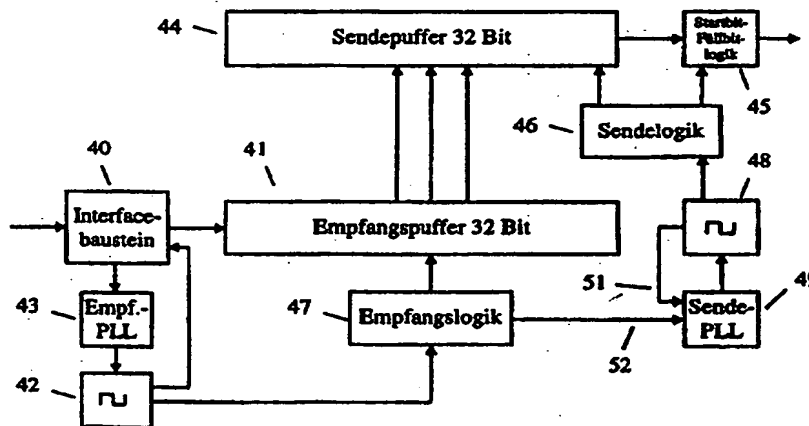 44
Sendepuffer 32 Bit
Startbit-
Füllbit-
logik
45
46
Sendelogik
40
41
48
Interface-
baustein
Empfangspuffer 32 Bit
43
Empf.-
PLL
47
Empfangslogik
51
Sende-
PLL
49
52
42